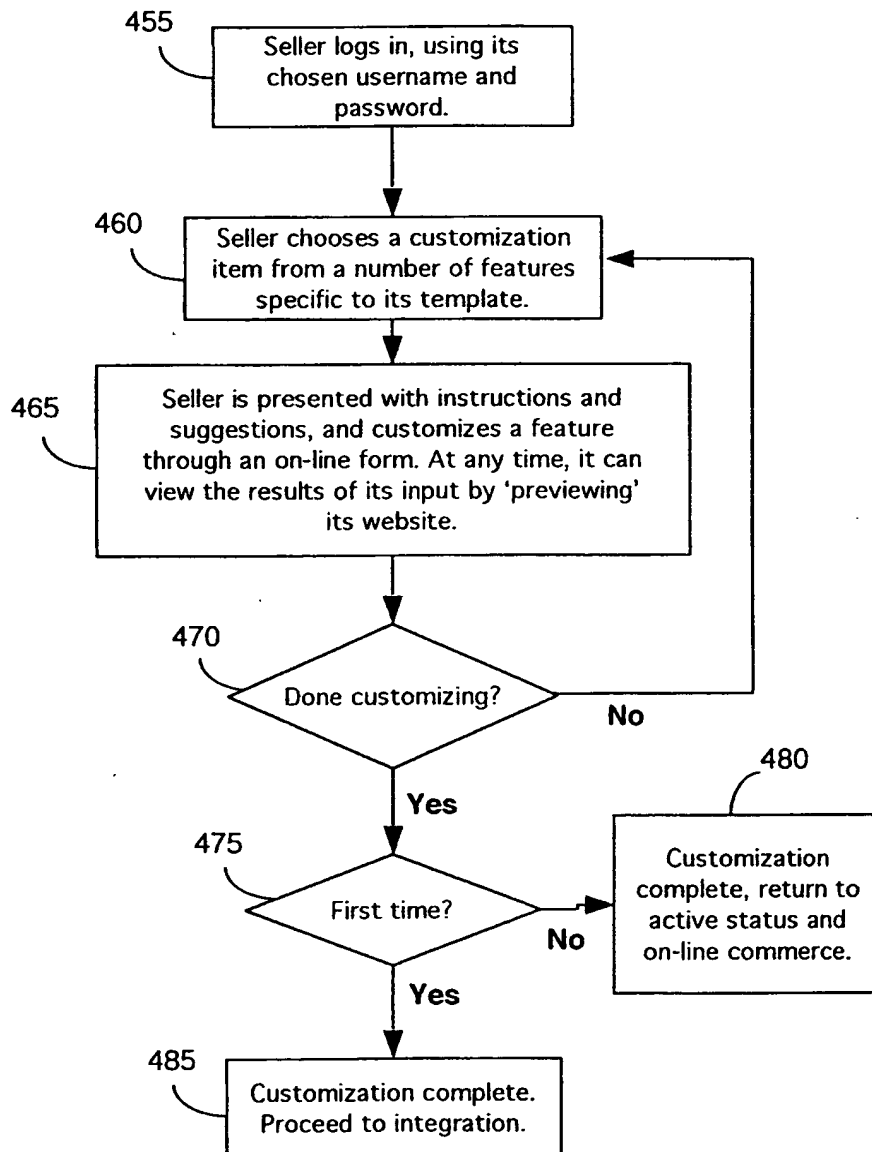 455
Seller logs in, using its
chosen username and
password.
460
Seller chooses a customization
item from a number of features
specific to its template.
465
Seller is presented with instructions and
suggestions, and customizes a feature
through an on-line form. At any time, it can
view the results of its input by ‘previewing’
its website.
470
Done customizing?
No
Yes
475
First time?
No
480
Customization
complete, return to
active status and
on-line commerce.
Yes
485
Customization complete.
Proceed to integration.